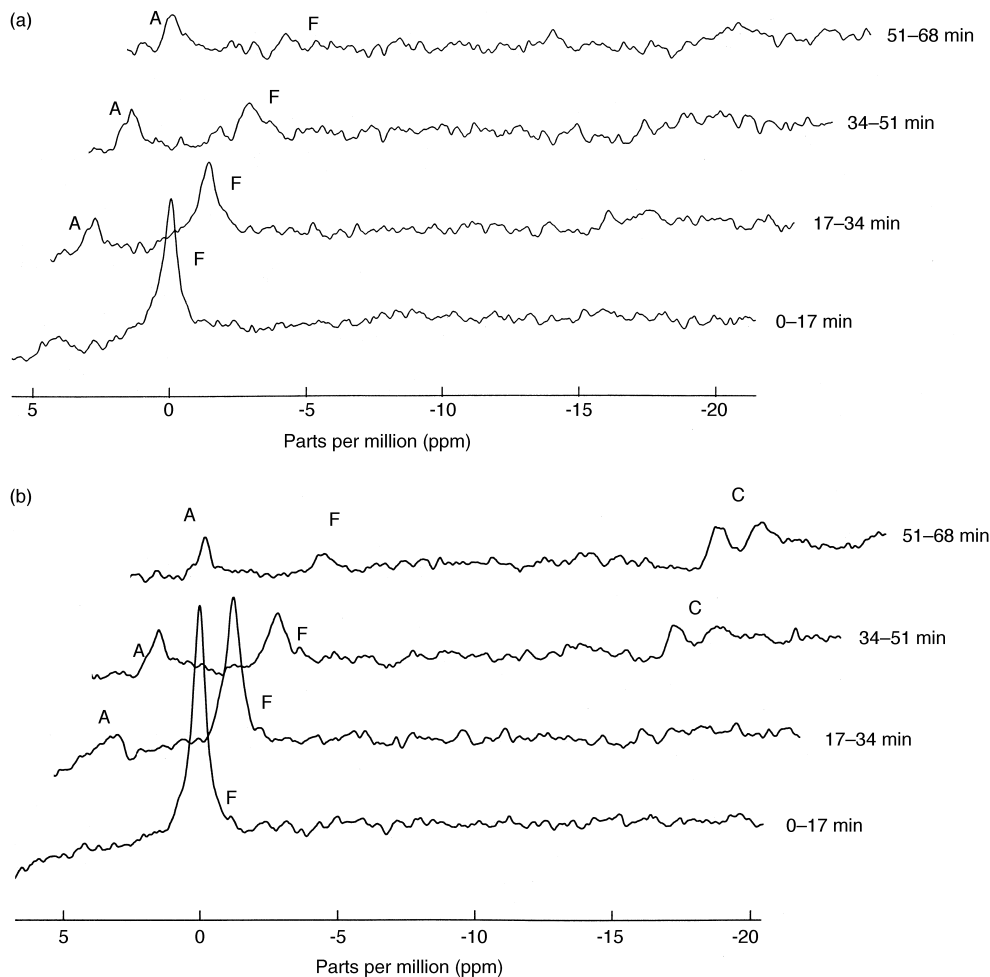 (a)
A F 51–68 min
A F 34–51 min
A F 17–34 min
F
0–17 min
5 0 -5 -10 -15 -20
Parts per million (ppm)
(b)
C
A F 51–68 min
C
A F 34–51 min
A F 17–34 min
F 0–17 min
5 0 -5 -10 -15 -20
Parts per million (ppm)